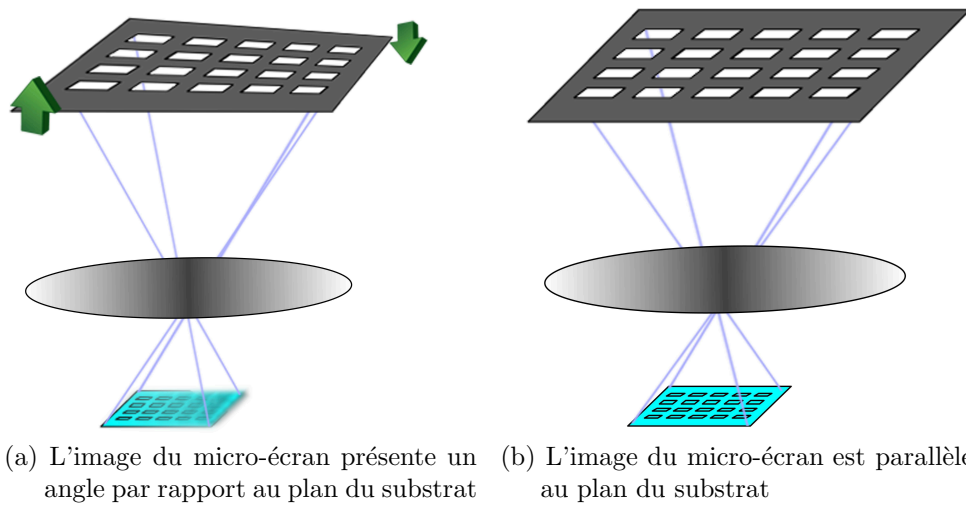 (a) L'image du micro-écran présente un
angle par rapport au plan du substrat
(b) L'image du micro-écran est parallèle
au plan du substrat